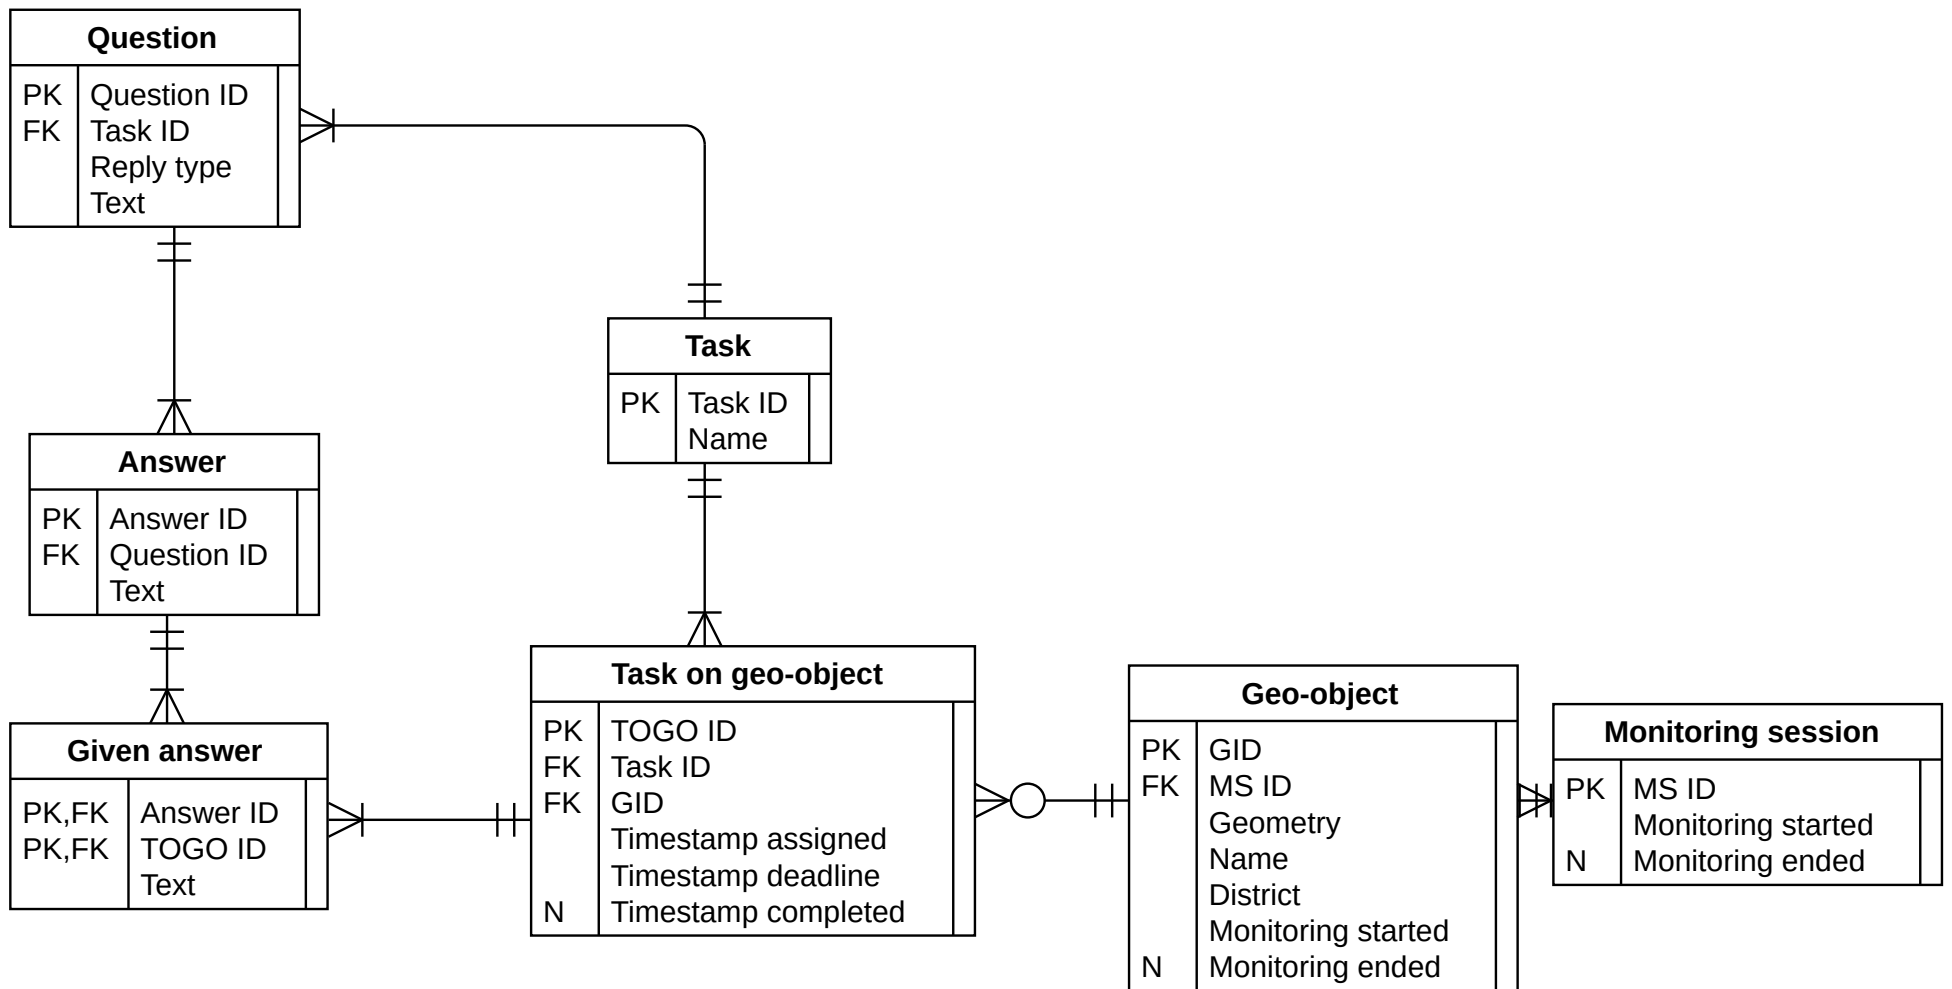 Question
PK Question ID
FK Task ID
Reply type
Text
Task
PK Task ID
Name
Answer
PK Answer ID
FK Question ID
Text
Given answer
PK,FK Answer ID
PK,FK TOGO ID
Text
Task on geo-object
PK TOGO ID
FK Task ID
FK GID
Timestamp assigned
Timestamp deadline
N Timestamp completed
Geo-object
PK GID
FK MS ID
Geometry
Name
District
Monitoring started
N Monitoring ended
Monitoring session
PK MS ID
Monitoring started
N Monitoring ended